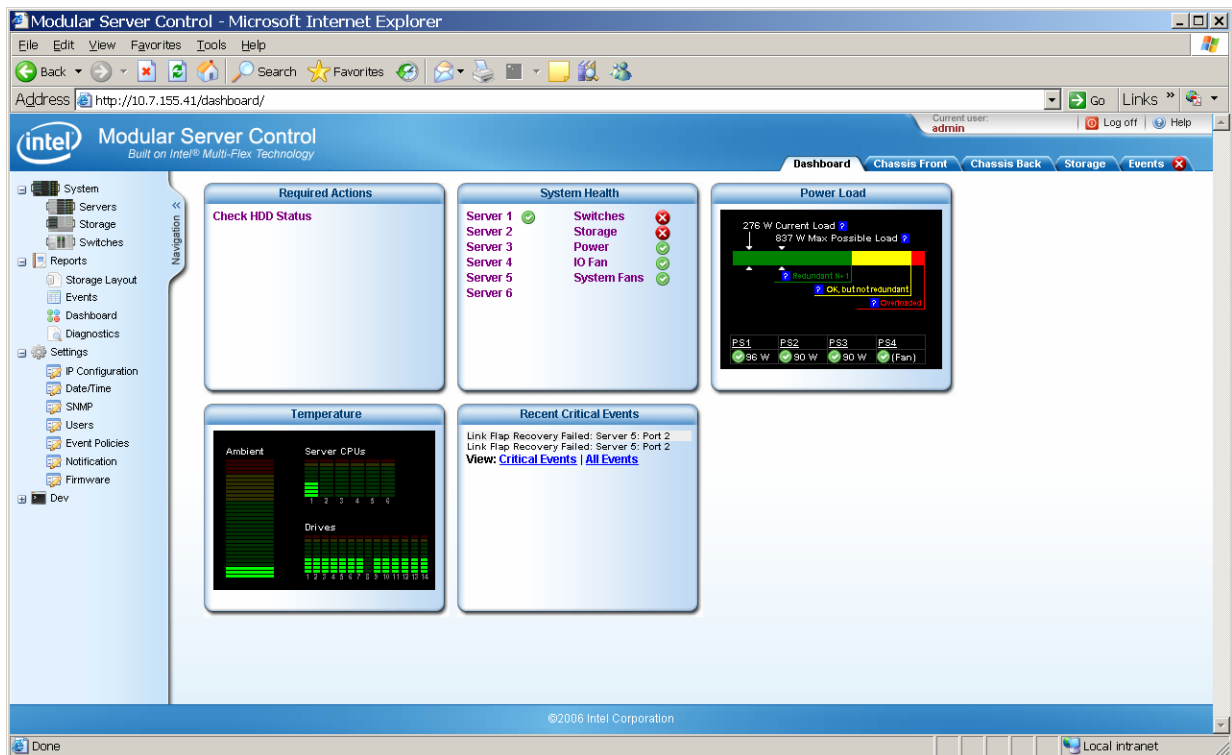 Modular Server Control - Microsoft Internet Explorer
File Edit View Favorites Tools Help
Back Search Favorites
Address http://10.7.155.41/dashboard/ Go Links »
intel Modular Server Control
Built on Intel® Multi-Flex Technology
Current user:
admin
Log off Help
Dashboard Chassis Front Chassis Back Storage Events
System
Servers
Storage
Switches
Reports
Storage Layout
Events
Dashboard
Diagnostics
Settings
IP Configuration
Date/Time
SNMP
Users
Event Policies
Notification
Firmware
Dev
«
Navigation
Required Actions
Check HDD Status
System Health
Server 1 Switches
Server 2 Storage
Server 3 Power
Server 4 IO Fan
Server 5 System Fans
Server 6
Power Load
276 W Current Load ?
837 W Max Possible Load ?
? Redundant N+1
? OK, but not redundant
? Overloaded
PS1 PS2 PS3 PS4
96 W 90 W 90 W (Fan)
Temperature
Ambient Server CPUs
1 2 3 4 5 6
Drives
1 2 3 4 5 6 7 8 9 10 11 12 13 14
Recent Critical Events
Link Flap Recovery Failed: Server 5: Port 2
Link Flap Recovery Failed: Server 5: Port 2
View: Critical Events | All Events
©2006 Intel Corporation
Done Local intranet